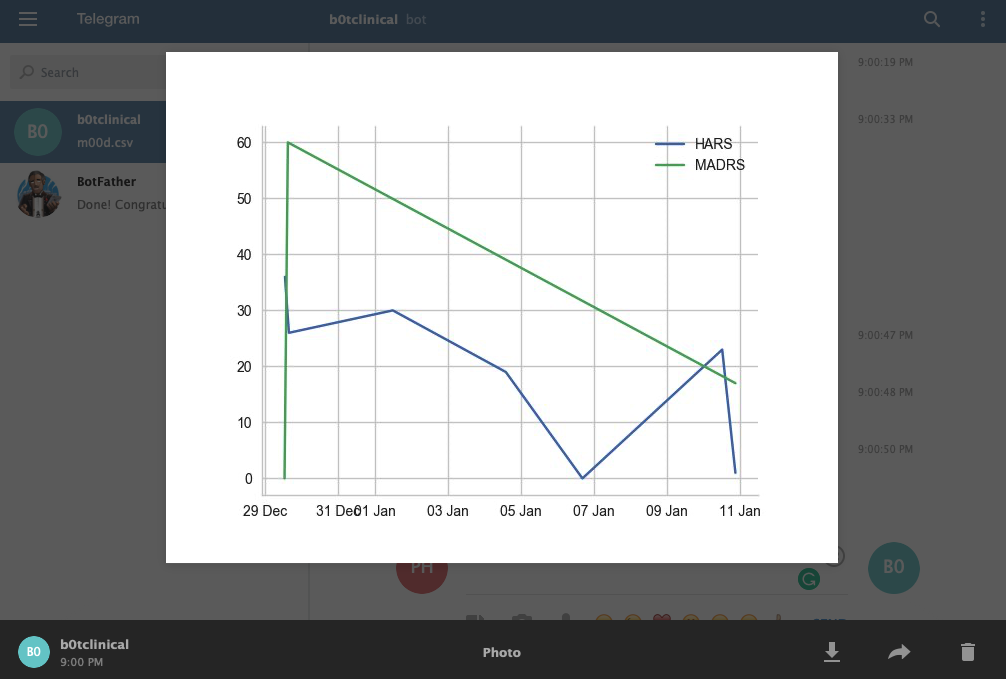 Telegram
b0tclinical bot
Search
9:00:19 PM
B0
b0tclinical
m00d.csv
9:00:33 PM
BotFather
Done! Congratu
60
50
40
30
20
10
0
HARS
MADRS
29 Dec
31 Dec
01 Jan
03 Jan
05 Jan
07 Jan
09 Jan
11 Jan
9:00:47 PM
9:00:48 PM
9:00:50 PM
PH
B0
B0
b0tclinical
9:00 PM
Photo